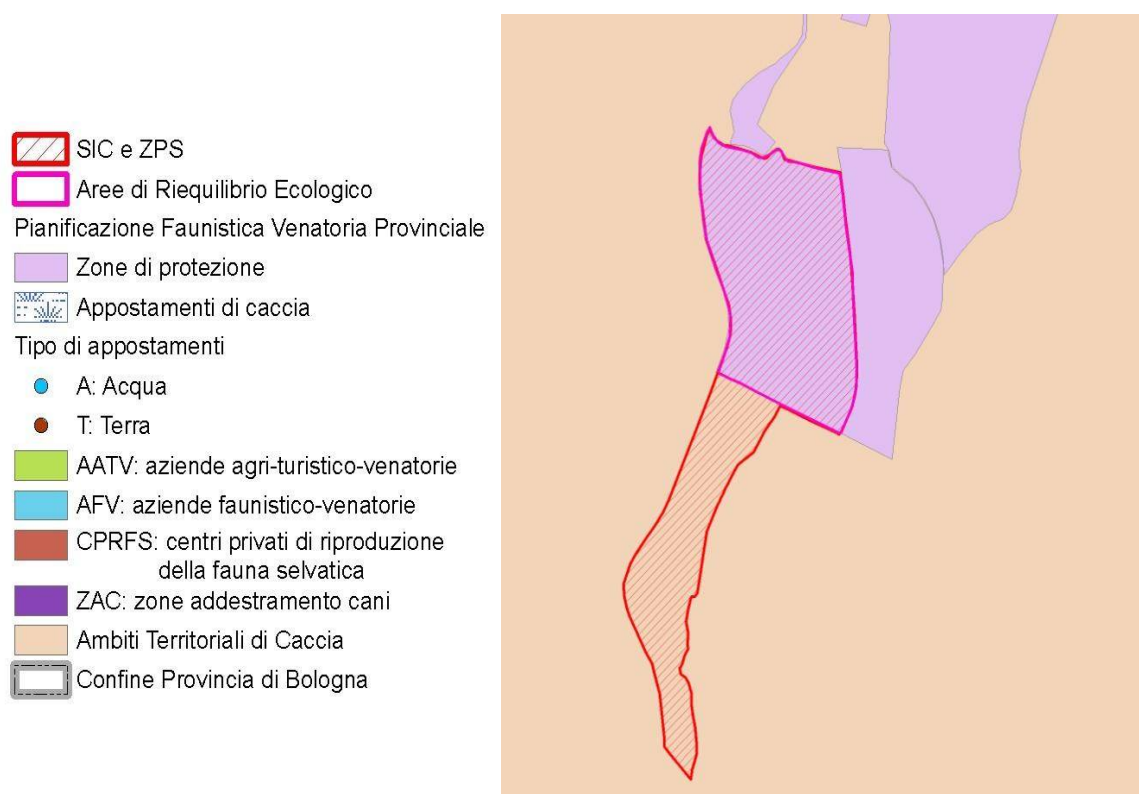 SIC e ZPS
Aree di Riequilibrio Ecologico
Pianificazione Faunistica Venatoria Provinciale
Zone di protezione
Appostamenti di caccia
Tipo di appostamenti
A: Acqua
T: Terra
AATV: aziende agri-turistico-venatorie
AFV: aziende faunistico-venatorie
CPRFS: centri privati di riproduzione
della fauna selvatica
ZAC: zone addestramento cani
Ambiti Territoriali di Caccia
Confine Provincia di Bologna